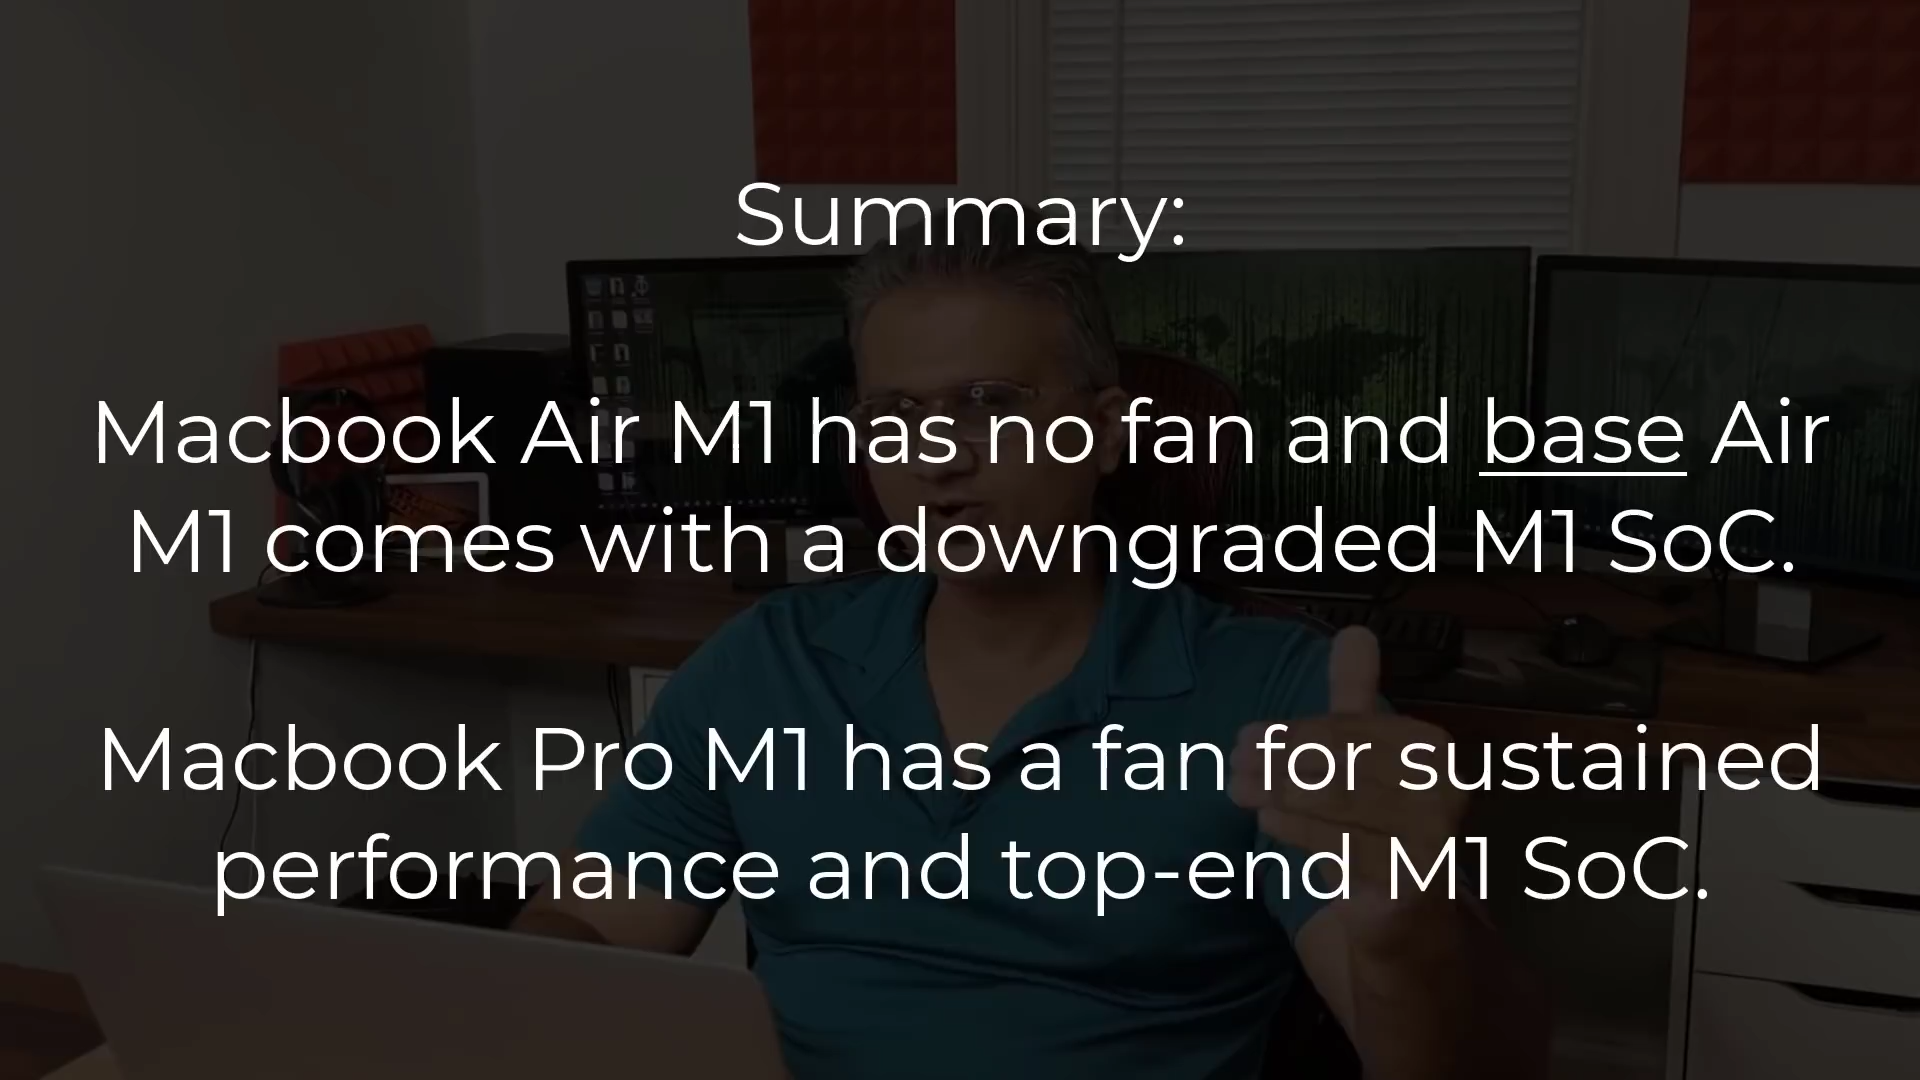 Summary:
Macbook Air M1 has no fan and base Air
M1 comes with a downgraded M1 SoC.
Macbook Pro M1 has a fan for sustained
performance and top-end M1 SoC.